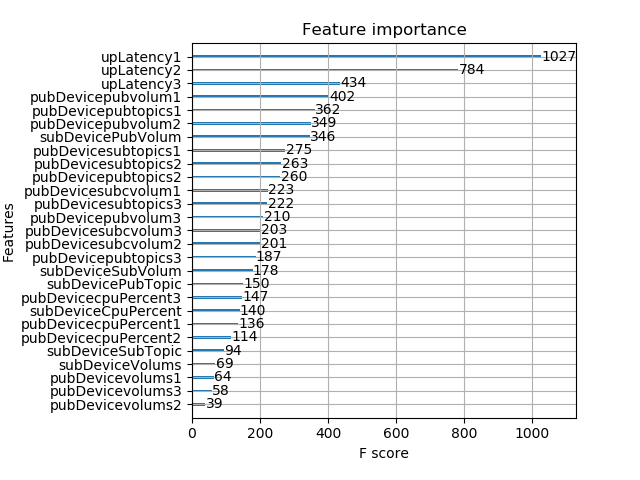 Feature importance
upLatency1 1027
upLatency2 784
upLatency3 434
pubDevicepubvolum1 402
pubDevicepubtopics1 362
pubDevicepubvolum2 349
subDevicePubVolum 346
pubDevicesubtopics1 275
pubDevicesubtopics2 263
pubDevicepubtopics2 260
pubDevicesubcvolum1 223
pubDevicesubtopics3 222
pubDevicepubvolum3 210
pubDevicesubcvolum3 203
pubDevicesubcvolum2 201
pubDevicepubtopics3 187
subDeviceSubVolum 178
subDevicePubTopic 150
pubDevicecpuPercent3 147
subDeviceCpuPercent 140
pubDevicecpuPercent1 136
pubDevicecpuPercent2 114
subDeviceSubTopic 94
subDeviceVolums 69
pubDevicevolums1 64
pubDevicevolums3 58
pubDevicevolums2 39
Features
0 200 400 600 800 1000
F score